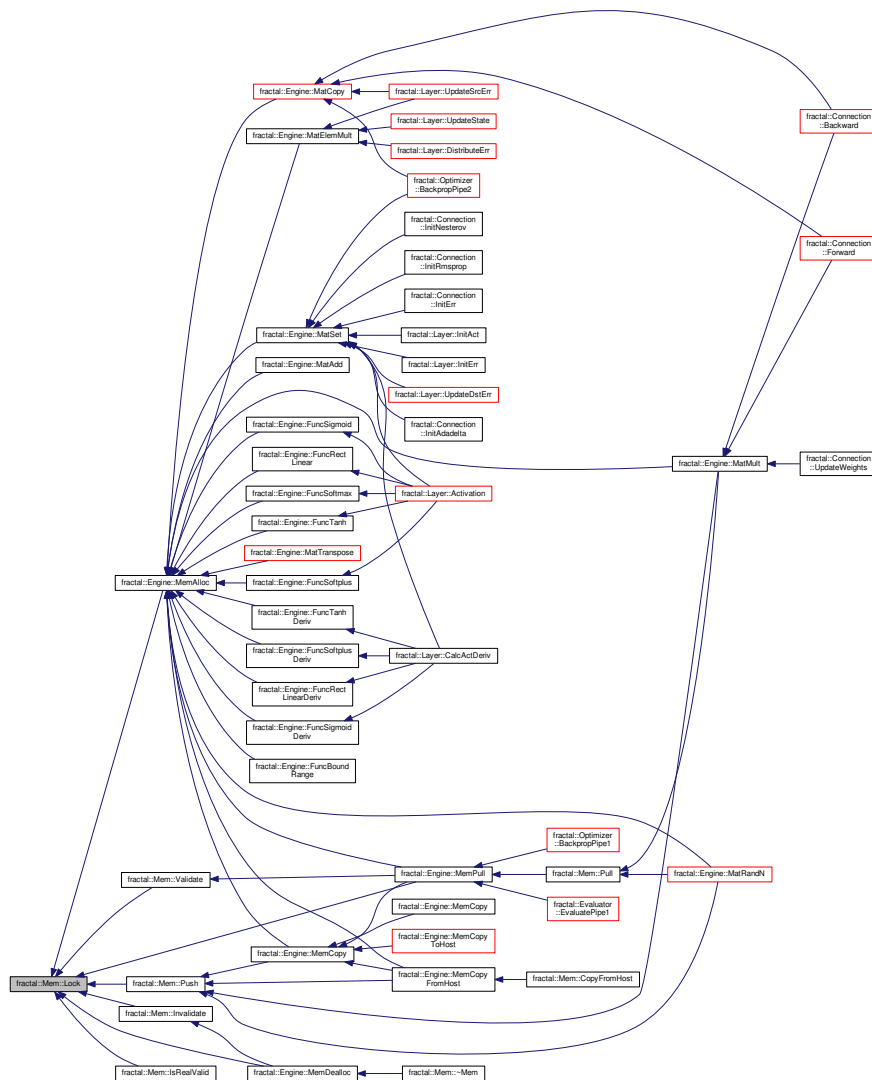 fractal::Engine::MatCopy
fractal::Layer::UpdateSrcErr
fractal::Connection
::Backward
fractal::Layer::UpdateState
fractal::Engine::MatElemMult
fractal::Layer::DistributeErr
fractal::Optimizer
::BackpropPipe2
fractal::Connection
::InitNesterov
fractal::Connection
::Forward
fractal::Connection
::InitRmsprop
fractal::Connection
::InitErr
fractal::Engine::MatSet
fractal::Layer::InitAct
fractal::Engine::MatAdd
fractal::Layer::InitErr
fractal::Layer::UpdateDstErr
fractal::Engine::FuncSigmoid
fractal::Connection
::InitAdadelta
fractal::Engine::FuncRect
Linear
fractal::Engine::MatMult
fractal::Connection
::UpdateWeights
fractal::Engine::FuncSoftmax
fractal::Layer::Activation
fractal::Engine::FuncTanh
fractal::Engine::MatTranspose
fractal::Engine::MemAlloc
fractal::Engine::FuncSoftplus
fractal::Engine::FuncTanh
Deriv
fractal::Engine::FuncSoftplus
Deriv
fractal::Layer::CalcActDeriv
fractal::Engine::FuncRect
LinearDeriv
fractal::Engine::FuncSigmoid
Deriv
fractal::Engine::FuncBound
Range
fractal::Optimizer
::BackpropPipe1
fractal::Mem::Validate
fractal::Engine::MemPull
fractal::Mem::Pull
fractal::Engine::MatRandN
fractal::Engine::MemCopy
fractal::Evaluator
::EvaluatePipe1
fractal::Engine::MemCopy
ToHost
fractal::Engine::MemCopy
fractal::Mem::Lock
fractal::Mem::Push
fractal::Engine::MemCopy
FromHost
fractal::Mem::CopyFromHost
fractal::Mem::Invalidate
fractal::Mem::IsRealValid
fractal::Engine::MemDealloc
fractal::Mem::~Mem